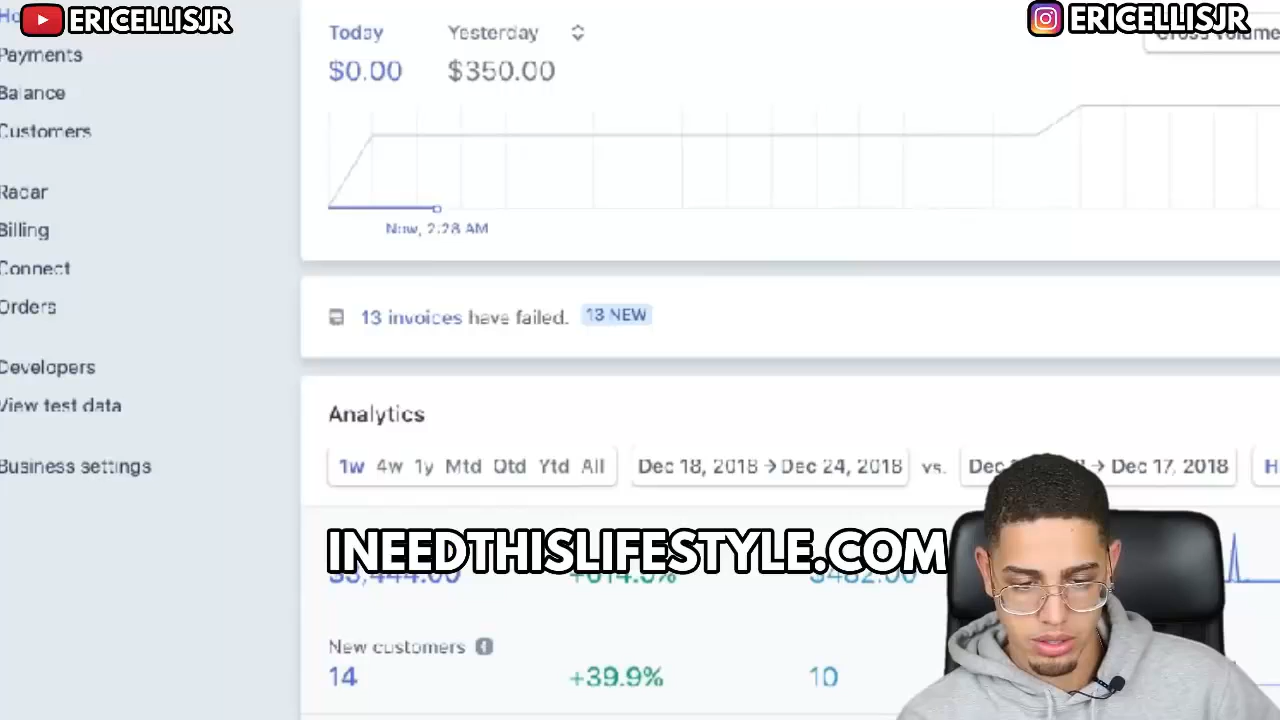 ERICELLISJR
ERICELLISJR
Payments
Balance
Customers
Radar
Billing
Connect
Orders
Developers
View test data
Business settings
Today Yesterday
$0.00 $350.00
Now, 2:28 AM
13 invoices have failed. 13 NEW
Analytics
1w 4w 1y Mtd Qtd Ytd All Dec 18, 2018 → Dec 24, 2018 vs. Dec → Dec 17, 2018
INEEDTHISLIFESTYLE.COM
New customers
14 +39.9% 10